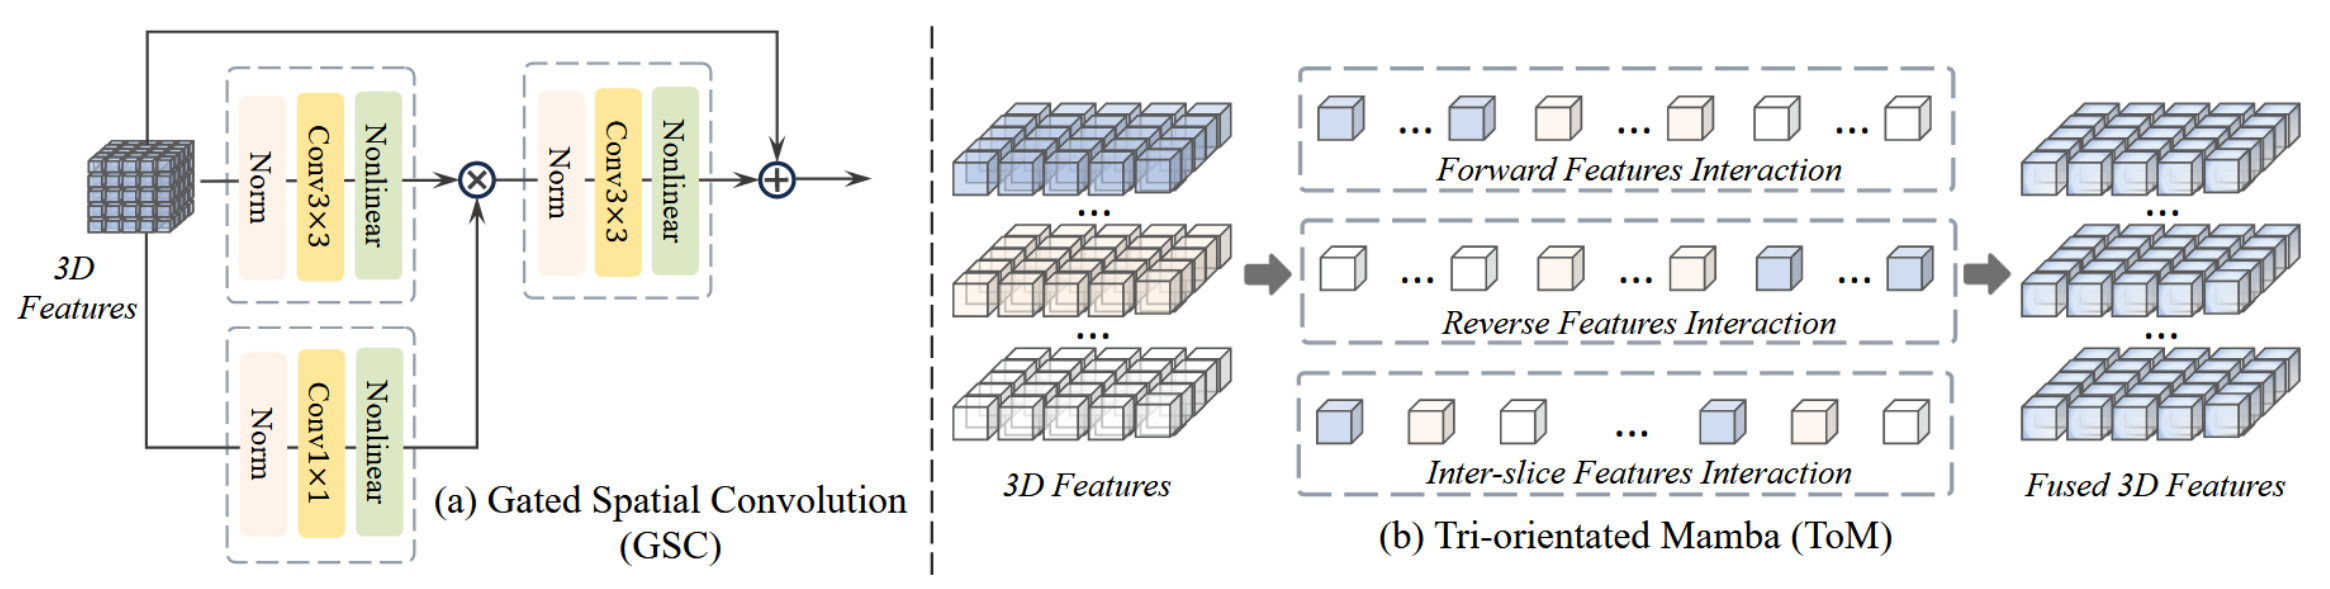 3D
Features
Norm
Conv3×3
Nonlinear
Norm
Conv3×3
Nonlinear
Norm
Conv1×1
Nonlinear
(a) Gated Spatial Convolution
(GSC)
...
...
3D Features
...
...
Forward Features Interaction
...
...
Reverse Features Interaction
...
Inter-slice Features Interaction
(b) Tri-orientated Mamba (ToM)
...
...
Fused 3D Features